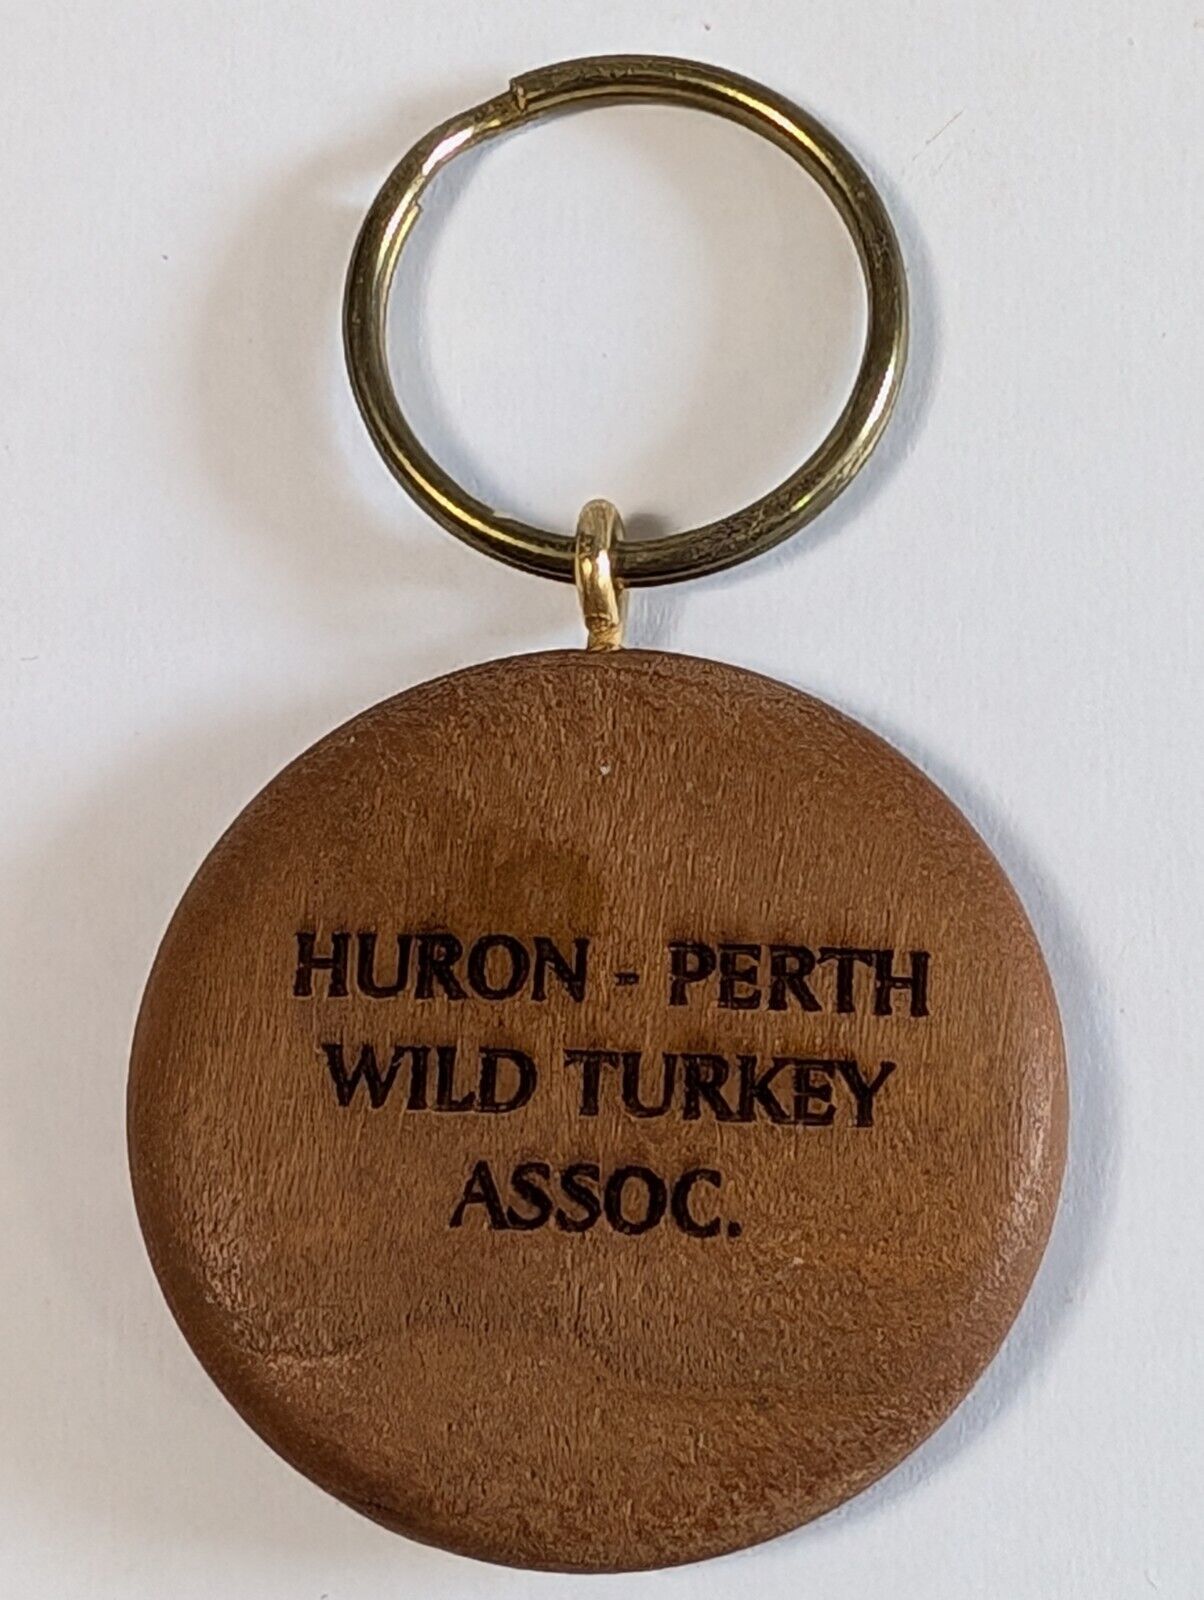 HURON - PERTH
WILD TURKEY
ASSOC.